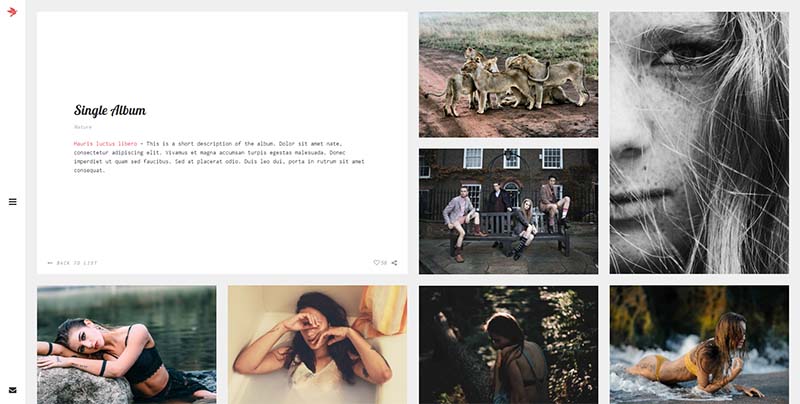 Single Album
Nature
Mauris luctus libero - This is a short description of the album. Dolor sit amet nate,
consectetur adipiscing elit. Vivamus et magna accumsan turpis egestas malesuada. Donec
imperdiet ut quam sed faucibus. Sed at placerat odio. Duis leo dui, porta in rutrum sit amet
consequat.
BACK TO LIST
58